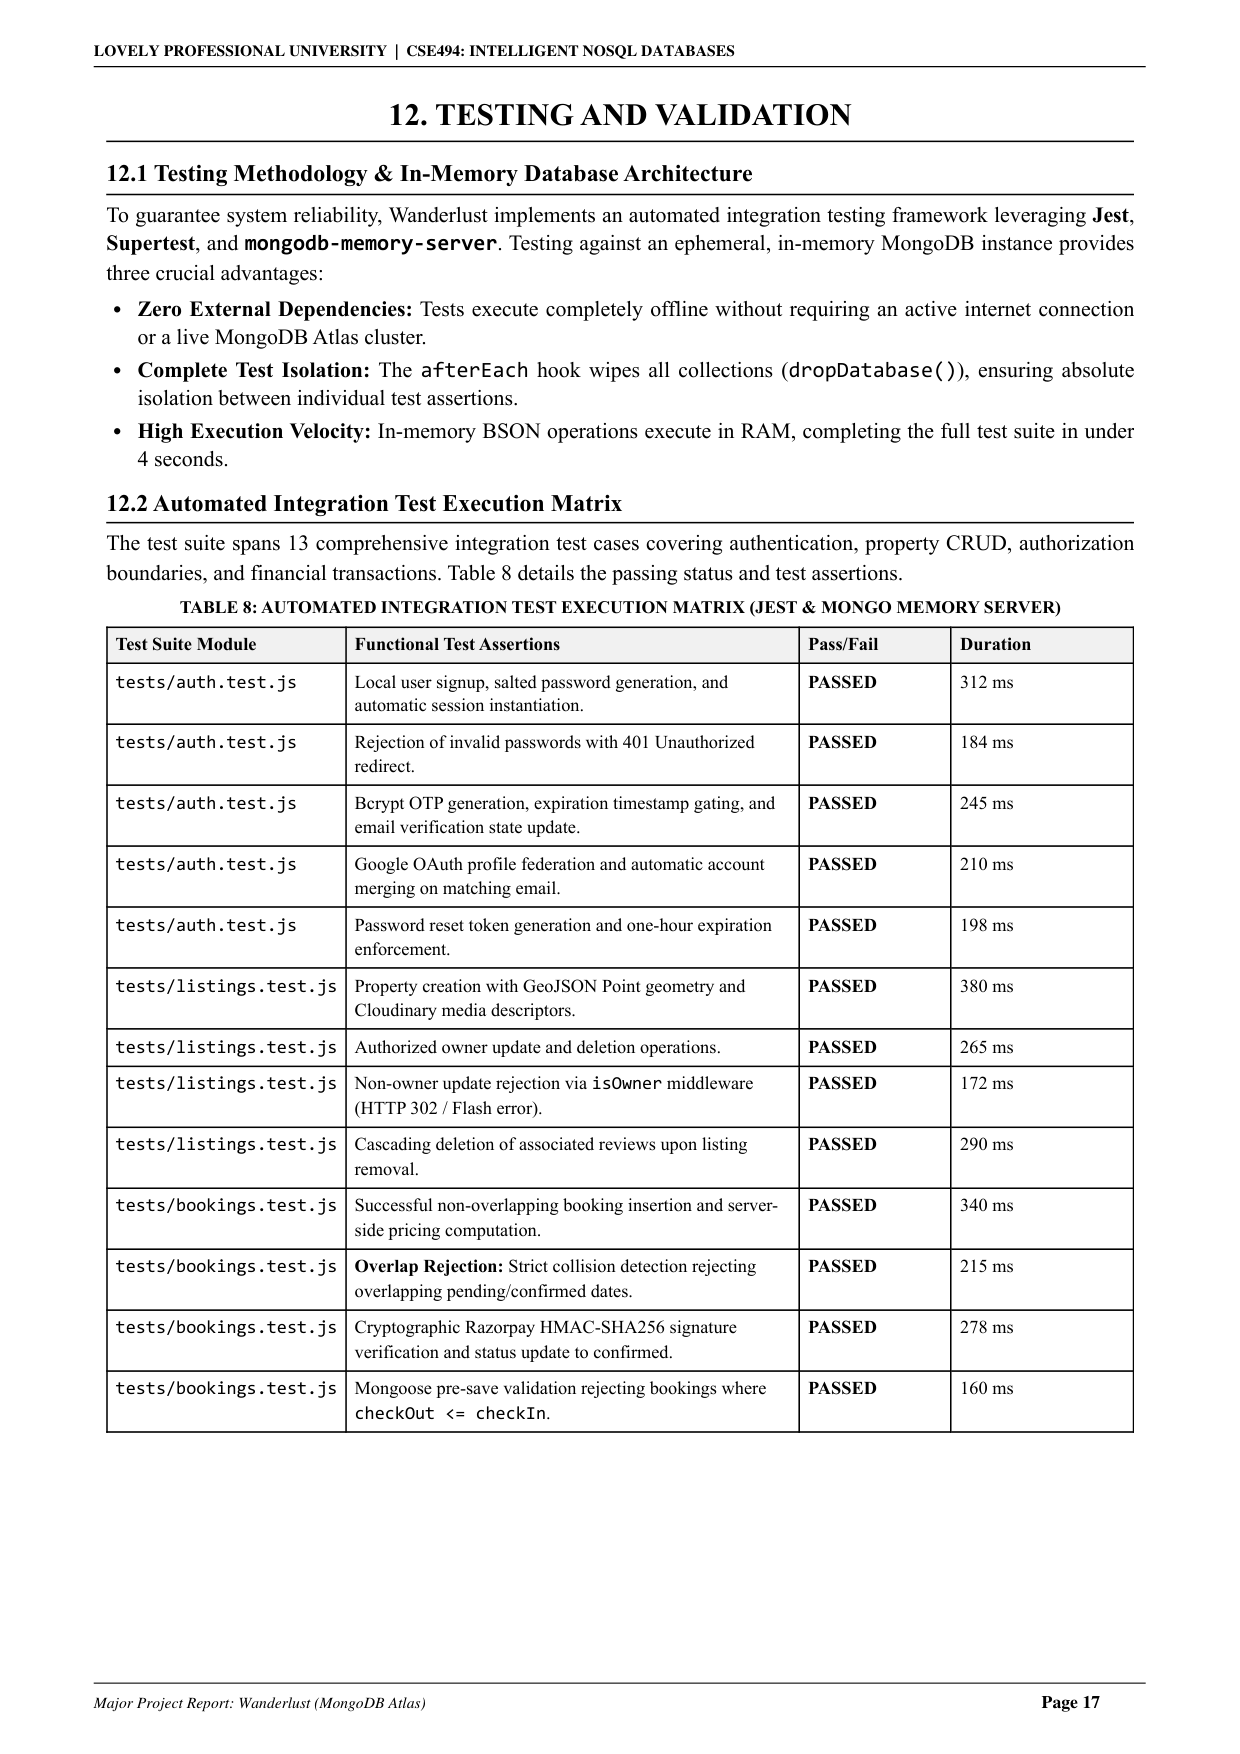 LOVELY PROFESSIONAL UNIVERSITY | CSE494: INTELLIGENT NOSQL DATABASES
12. TESTING AND VALIDATION
12.1 Testing Methodology & In-Memory Database Architecture
To guarantee system reliability, Wanderlust implements an automated integration testing framework leveraging Jest,
Supertest, and mongodb-memory-server. Testing against an ephemeral, in-memory MongoDB instance provides
three crucial advantages:
• Zero External Dependencies: Tests execute completely offline without requiring an active internet connection
or a live MongoDB Atlas cluster.
• Complete Test Isolation: The afterEach hook wipes all collections (dropDatabase()), ensuring absolute
isolation between individual test assertions.
• High Execution Velocity: In-memory BSON operations execute in RAM, completing the full test suite in under
4 seconds.
12.2 Automated Integration Test Execution Matrix
The test suite spans 13 comprehensive integration test cases covering authentication, property CRUD, authorization
boundaries, and financial transactions. Table 8 details the passing status and test assertions.
TABLE 8: AUTOMATED INTEGRATION TEST EXECUTION MATRIX (JEST & MONGO MEMORY SERVER)
Test Suite Module Functional Test Assertions Pass/Fail Duration
tests/auth.test.js Local user signup, salted password generation, and PASSED 312 ms
automatic session instantiation.
tests/auth.test.js Rejection of invalid passwords with 401 Unauthorized PASSED 184 ms
redirect.
tests/auth.test.js Bcrypt OTP generation, expiration timestamp gating, and PASSED 245 ms
email verification state update.
tests/auth.test.js Google OAuth profile federation and automatic account PASSED 210 ms
merging on matching email.
tests/auth.test.js Password reset token generation and one-hour expiration PASSED 198 ms
enforcement.
tests/listings.test.js Property creation with GeoJSON Point geometry and PASSED 380 ms
Cloudinary media descriptors.
tests/listings.test.js Authorized owner update and deletion operations. PASSED 265 ms
tests/listings.test.js Non-owner update rejection via isOwner middleware PASSED 172 ms
(HTTP 302 / Flash error).
tests/listings.test.js Cascading deletion of associated reviews upon listing PASSED 290 ms
removal.
tests/bookings.test.js Successful non-overlapping booking insertion and server- PASSED 340 ms
side pricing computation.
tests/bookings.test.js Overlap Rejection: Strict collision detection rejecting PASSED 215 ms
overlapping pending/confirmed dates.
tests/bookings.test.js Cryptographic Razorpay HMAC-SHA256 signature PASSED 278 ms
verification and status update to confirmed.
tests/bookings.test.js Mongoose pre-save validation rejecting bookings where PASSED 160 ms
checkOut <= checkIn.
Major Project Report: Wanderlust (MongoDB Atlas) Page 17